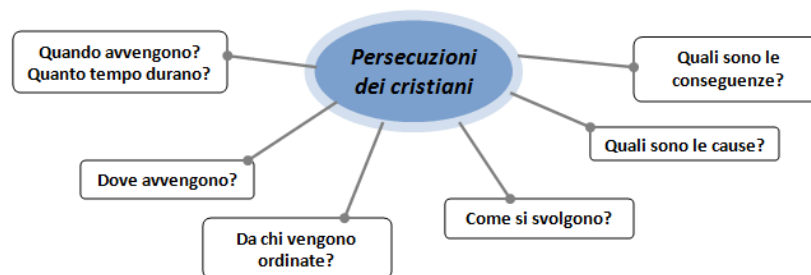 Persecuzioni
dei cristiani
Quando avvengono?
Quanto tempo durano?
Dove avvengono?
Da chi vengono
ordinate?
Come si svolgono?
Quali sono le cause?
Quali sono le
conseguenze?